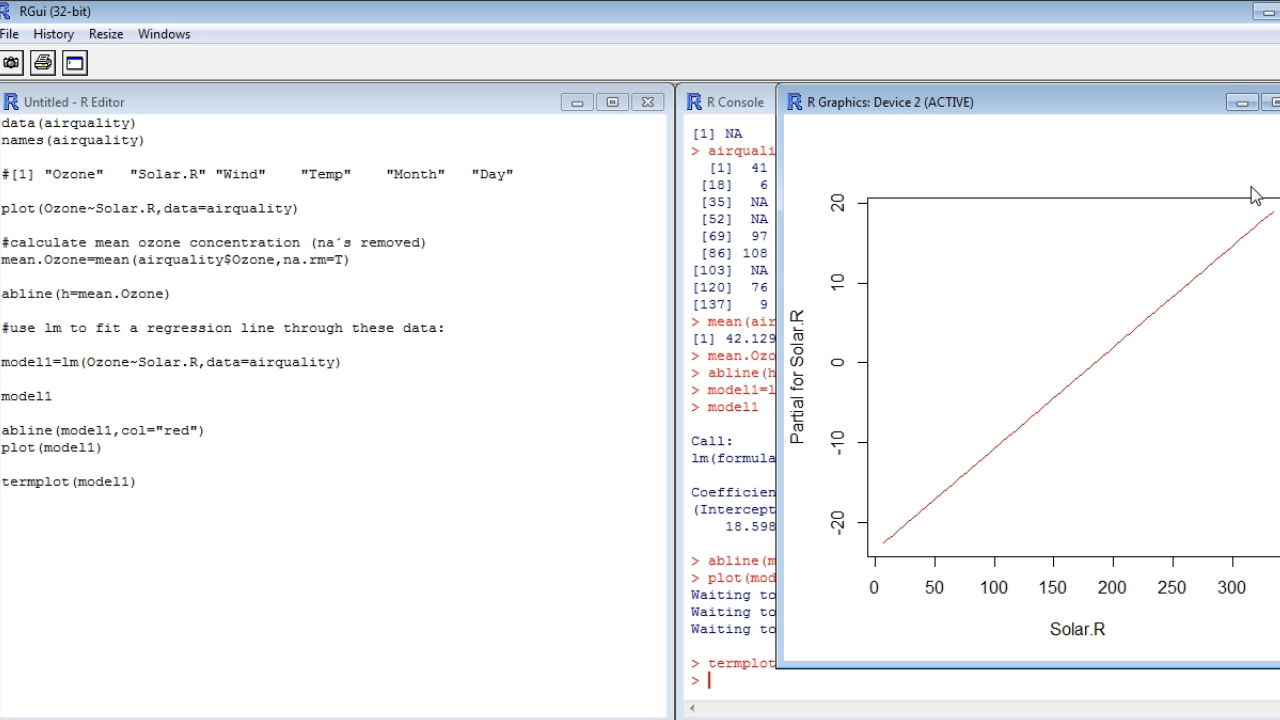 RGui (32-bit)
File History Resize Windows
Untitled - R Editor
data(airquality)
names(airquality)
#[1] "Ozone" "Solar.R" "Wind" "Temp" "Month" "Day"
plot(Ozone~Solar.R,data=airquality)
#calculate mean ozone concentration (na´s removed)
mean.Ozone=mean(airquality$Ozone,na.rm=T)
abline(h=mean.Ozone)
#use lm to fit a regression line through these data:
model1=lm(Ozone~Solar.R,data=airquality)
model1
abline(model1,col="red")
plot(model1)
termplot(model1)
R Console
[1] NA
> airquali
[1] 41
[18] 6
[35] NA
[52] NA
[69] 97
[86] 108
[103] NA
[120] 76
[137] 9
> mean(air
[1] 42.129
> mean.Ozo
> abline(h
> model1=l
> model1
Call:
lm(formula
Coefficien
(Intercept
18.598
> abline(m
> plot(mod
Waiting to
Waiting to
Waiting to
> termplot
>
R Graphics: Device 2 (ACTIVE)
Partial for Solar.R
20
10
0
-10
-20
0 50 100 150 200 250 300
Solar.R